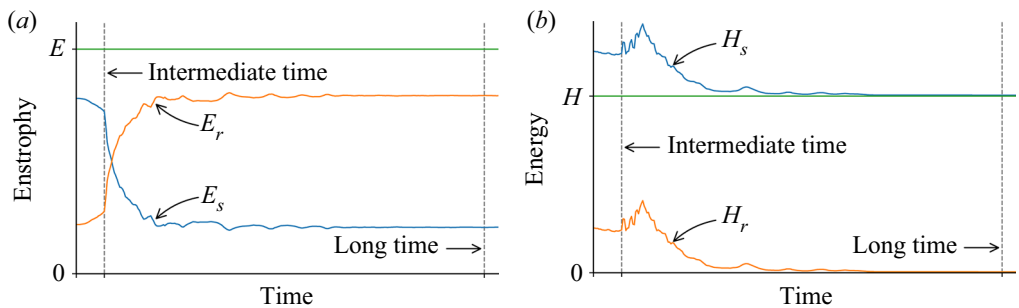 (a)
E
Intermediate time
E_r
Enstrophy
E_s
Long time
0
Time
(b)
H_s
H
Intermediate time
Energy
H_r
Long time
0
Time